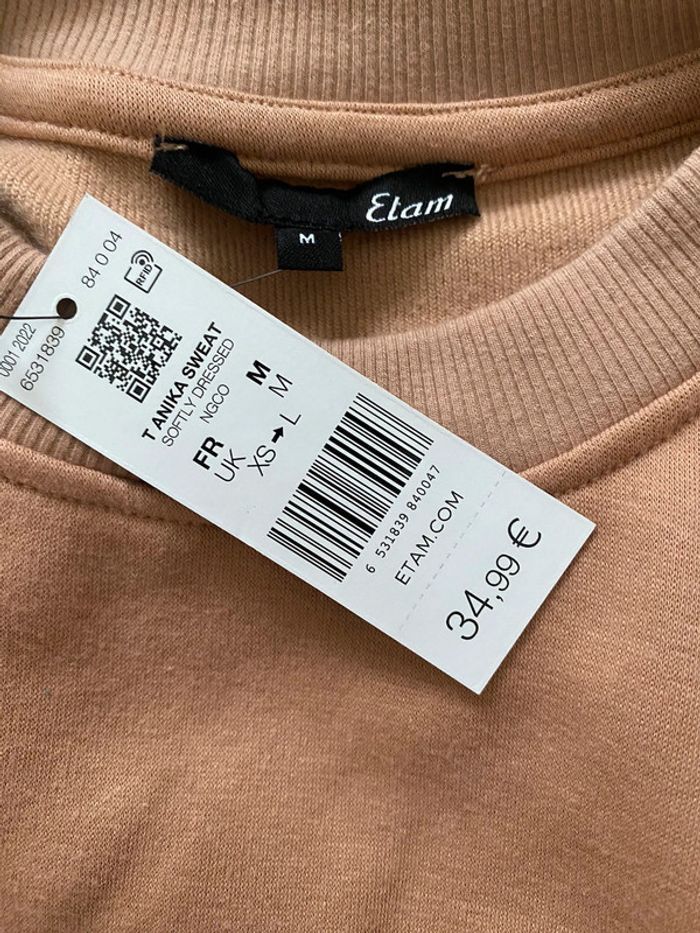 Etam
M
84 0 04
RFID
0001 2022
6531839
T ANIKA SWEAT
SOFTLY DRESSED
NGCO
FR M
UK M
XS→L
6 531839 840047
ETAM.COM
34,99 €